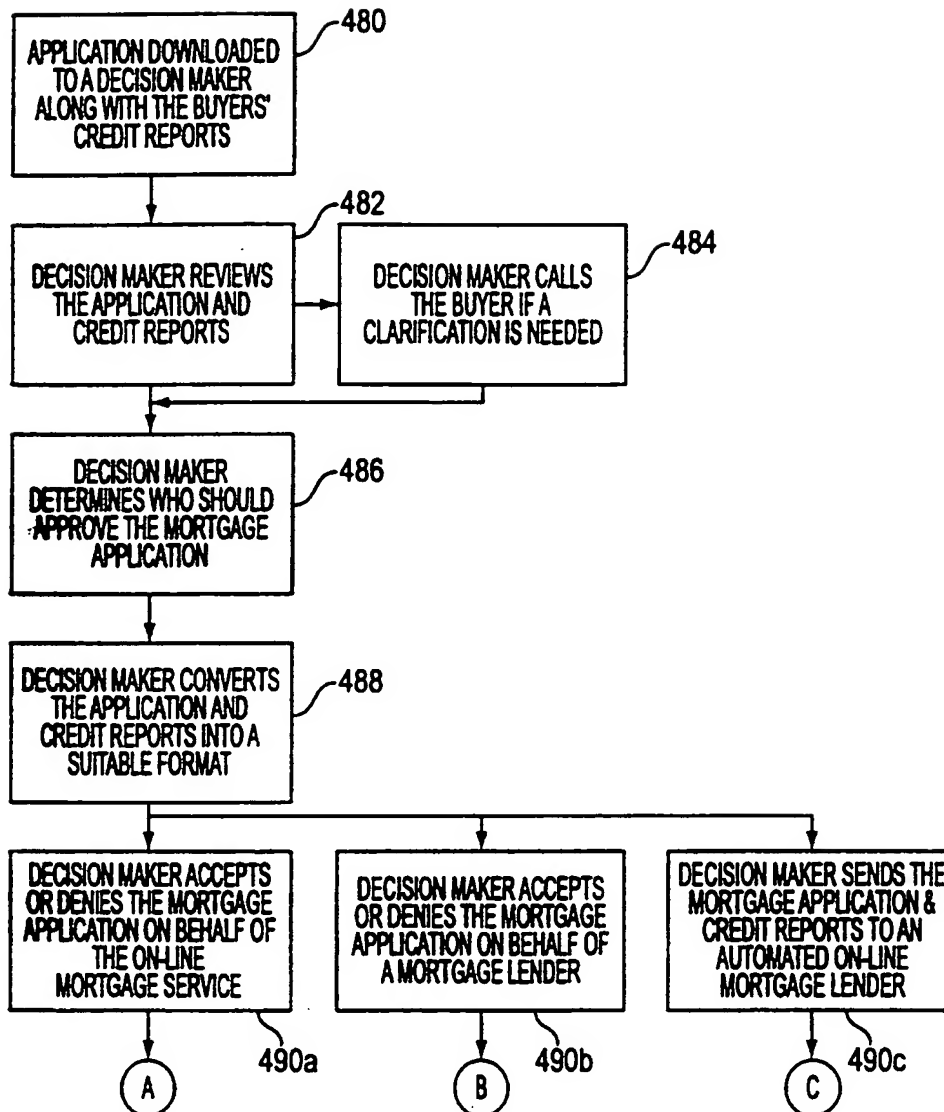 480
APPLICATION DOWNLOADED
TO A DECISION MAKER
ALONG WITH THE BUYERS'
CREDIT REPORTS
482
DECISION MAKER REVIEWS
THE APPLICATION AND
CREDIT REPORTS
484
DECISION MAKER CALLS
THE BUYER IF A
CLARIFICATION IS NEEDED
486
DECISION MAKER
DETERMINES WHO SHOULD
APPROVE THE MORTGAGE
APPLICATION
488
DECISION MAKER CONVERTS
THE APPLICATION AND
CREDIT REPORTS INTO A
SUITABLE FORMAT
DECISION MAKER ACCEPTS
OR DENIES THE MORTGAGE
APPLICATION ON BEHALF OF
THE ON-LINE
MORTGAGE SERVICE
490a
DECISION MAKER ACCEPTS
OR DENIES THE MORTGAGE
APPLICATION ON BEHALF OF
A MORTGAGE LENDER
490b
DECISION MAKER SENDS THE
MORTGAGE APPLICATION &
CREDIT REPORTS TO AN
AUTOMATED ON-LINE
MORTGAGE LENDER
490c
A
B
C